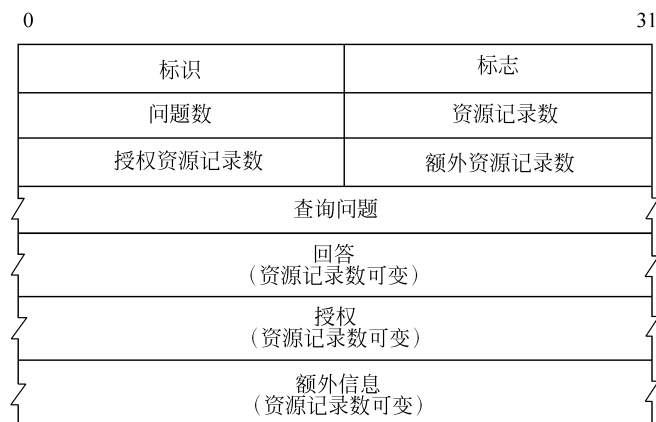 0 31
标识 标志
问题数 资源记录数
授权资源记录数 额外资源记录数
查询问题
回答
（资源记录数可变）
授权
（资源记录数可变）
额外信息
（资源记录数可变）